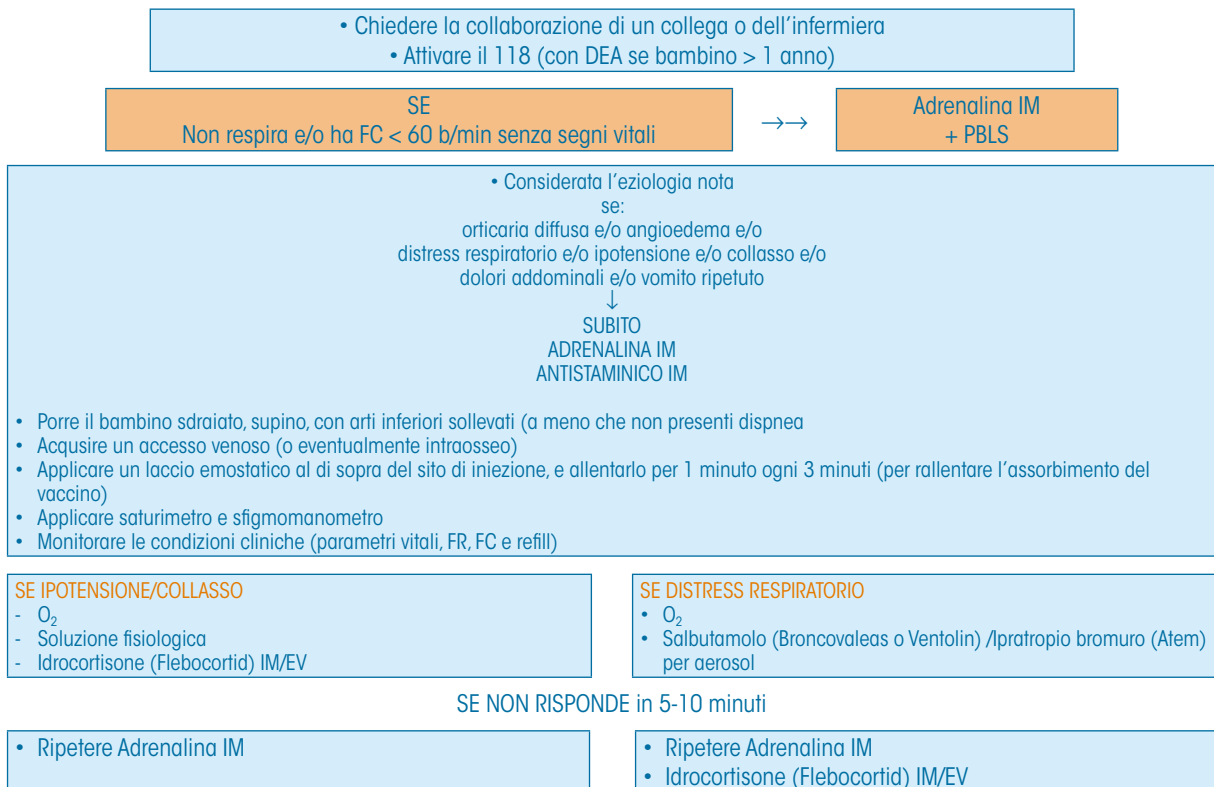 • Chiedere la collaborazione di un collega o dell'infermiera
• Attivare il 118 (con DEA se bambino > 1 anno)
SE
Non respira e/o ha FC < 60 b/min senza segni vitali
→→
Adrenalina IM
+ PBLS
• Considerata l'eziologia nota
se:
orticaria diffusa e/o angioedema e/o
distress respiratorio e/o ipotensione e/o collasso e/o
dolori addominali e/o vomito ripetuto
↓
SUBITO
ADRENALINA IM
ANTISTAMINICO IM
• Porre il bambino sdraiato, supino, con arti inferiori sollevati (a meno che non presenti dispnea
• Acqusire un accesso venoso (o eventualmente intraosseo)
• Applicare un laccio emostatico al di sopra del sito di iniezione, e allentarlo per 1 minuto ogni 3 minuti (per rallentare l'assorbimento del
vaccino)
• Applicare saturimetro e sfigmomanometro
• Monitorare le condizioni cliniche (parametri vitali, FR, FC e refill)
SE IPOTENSIONE/COLLASSO
- O₂
- Soluzione fisiologica
- Idrocortisone (Flebocortid) IM/EV
SE DISTRESS RESPIRATORIO
• O₂
• Salbutamolo (Broncovaleas o Ventolin) /Ipratropio bromuro (Atem)
per aerosol
SE NON RISPONDE in 5-10 minuti
• Ripetere Adrenalina IM
• Ripetere Adrenalina IM
• Idrocortisone (Flebocortid) IM/EV